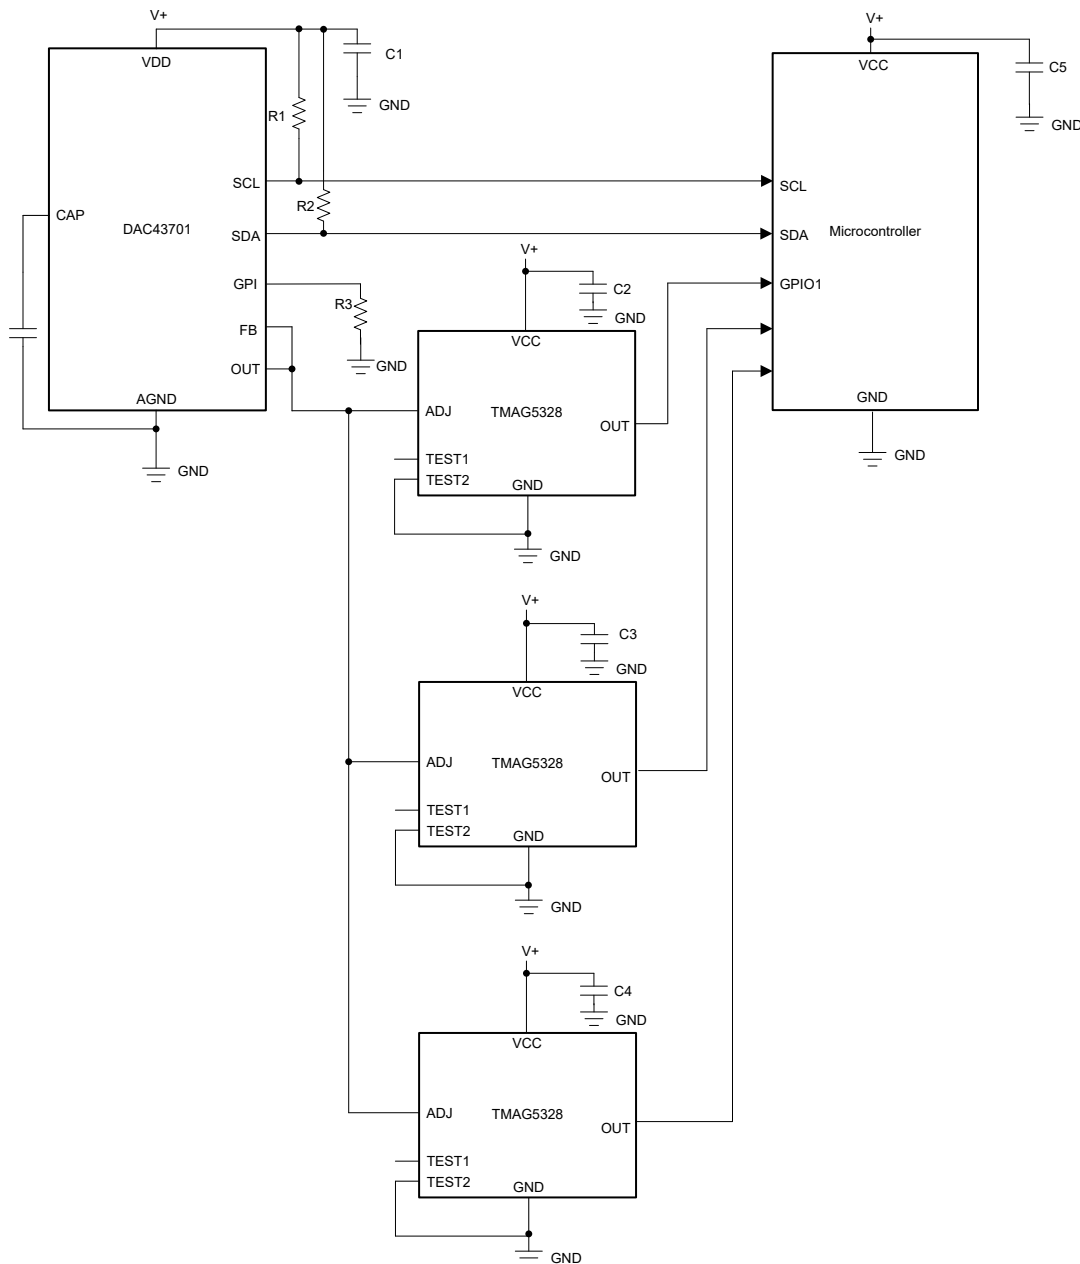 V+
V+
C1
VDD
VCC
C5
GND
R1
GND
SCL
SCL
R2
CAP
DAC43701
SDA
SDA
Microcontroller
V+
GPI
GPIO1
C2
R3
GND
FB
VCC
GND
OUT
AGND
GND
ADJ
TMAG5328
OUT
GND
GND
TEST1
TEST2
GND
GND
V+
C3
GND
VCC
ADJ
TMAG5328
OUT
TEST1
TEST2
GND
GND
V+
C4
GND
VCC
ADJ
TMAG5328
OUT
TEST1
TEST2
GND
GND